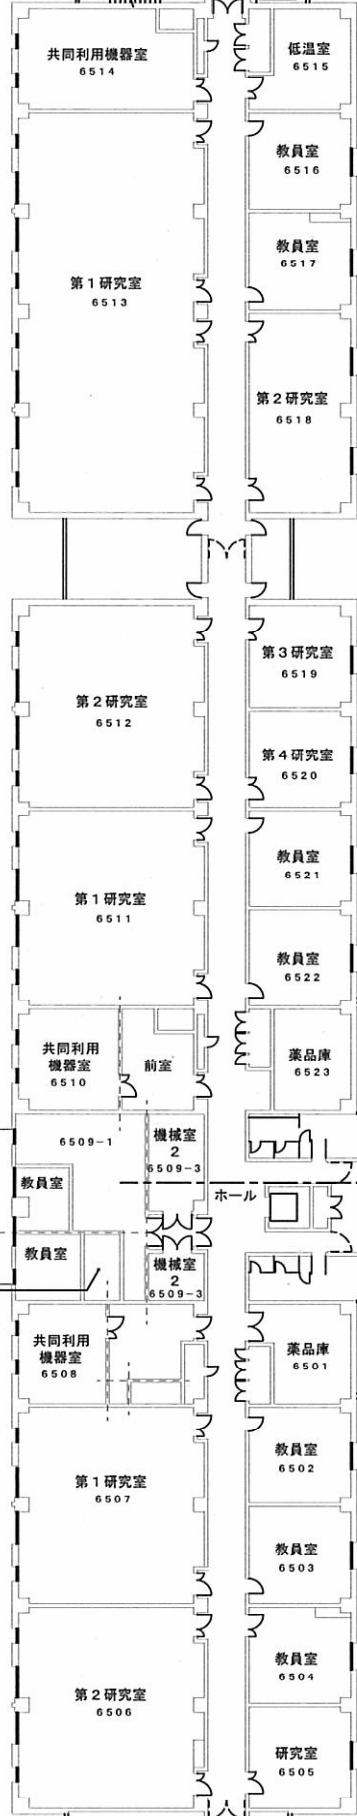 共同利用機器室
6514
低温室
6515
教員室
6516
教員室
6517
第1研究室
6513
第2研究室
6518
第3研究室
6519
第2研究室
6512
第4研究室
6520
教員室
6521
第1研究室
6511
教員室
6522
共同利用
機器室
6510
前室
薬品庫
6523
6509-1
機械室
2
6509-3
教員室
ホール
教員室
機械室
2
6509-3
共同利用
機器室
6508
薬品庫
6501
教員室
6502
第1研究室
6507
教員室
6503
教員室
6504
第2研究室
6506
研究室
6505